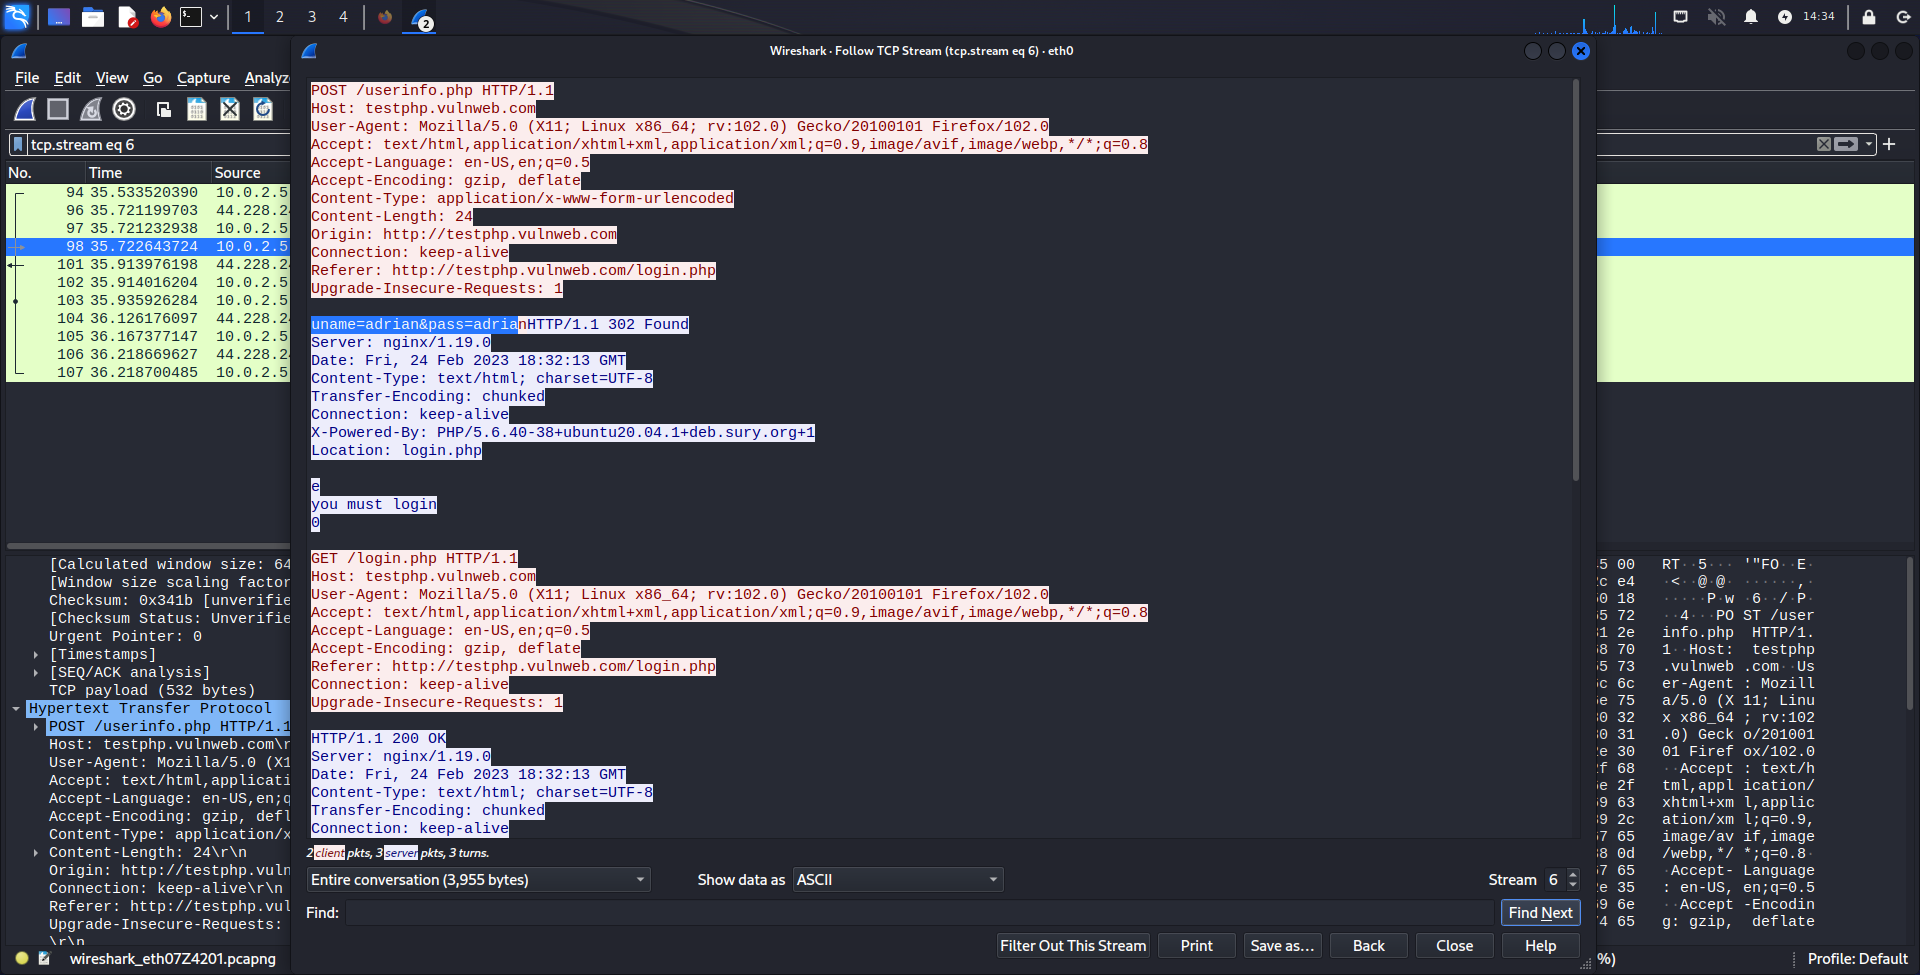 1 2 3 4 2 14:34
Wireshark · Follow TCP Stream (tcp.stream eq 6) · eth0
File Edit View Go Capture Analyz
tcp.stream eq 6
No. Time Source
94 35.533520390 10.0.2.5
96 35.721199703 44.228.2
97 35.721232938 10.0.2.5
98 35.722643724 10.0.2.5
101 35.913976198 44.228.2
102 35.914016204 10.0.2.5
103 35.935926284 10.0.2.5
104 36.126176097 44.228.2
105 36.167377147 10.0.2.5
106 36.218669627 44.228.2
107 36.218700485 10.0.2.5
[Calculated window size: 64
[Window size scaling factor
Checksum: 0x341b [unverifie
[Checksum Status: Unverifie
Urgent Pointer: 0
[Timestamps]
[SEQ/ACK analysis]
TCP payload (532 bytes)
Hypertext Transfer Protocol
POST /userinfo.php HTTP/1.1
Host: testphp.vulnweb.com\r
User-Agent: Mozilla/5.0 (X1
Accept: text/html,applicati
Accept-Language: en-US,en;q
Accept-Encoding: gzip, defl
Content-Type: application/x
Content-Length: 24\r\n
Origin: http://testphp.vuln
Connection: keep-alive\r\n
Referer: http://testphp.vul
Upgrade-Insecure-Requests:
\r\n
wireshark_eth07Z4201.pcapng
POST /userinfo.php HTTP/1.1
Host: testphp.vulnweb.com
User-Agent: Mozilla/5.0 (X11; Linux x86_64; rv:102.0) Gecko/20100101 Firefox/102.0
Accept: text/html,application/xhtml+xml,application/xml;q=0.9,image/avif,image/webp,*/*;q=0.8
Accept-Language: en-US,en;q=0.5
Accept-Encoding: gzip, deflate
Content-Type: application/x-www-form-urlencoded
Content-Length: 24
Origin: http://testphp.vulnweb.com
Connection: keep-alive
Referer: http://testphp.vulnweb.com/login.php
Upgrade-Insecure-Requests: 1
uname=adrian&pass=adrianHTTP/1.1 302 Found
Server: nginx/1.19.0
Date: Fri, 24 Feb 2023 18:32:13 GMT
Content-Type: text/html; charset=UTF-8
Transfer-Encoding: chunked
Connection: keep-alive
X-Powered-By: PHP/5.6.40-38+ubuntu20.04.1+deb.sury.org+1
Location: login.php
e
you must login
0
GET /login.php HTTP/1.1
Host: testphp.vulnweb.com
User-Agent: Mozilla/5.0 (X11; Linux x86_64; rv:102.0) Gecko/20100101 Firefox/102.0
Accept: text/html,application/xhtml+xml,application/xml;q=0.9,image/avif,image/webp,*/*;q=0.8
Accept-Language: en-US,en;q=0.5
Accept-Encoding: gzip, deflate
Referer: http://testphp.vulnweb.com/login.php
Connection: keep-alive
Upgrade-Insecure-Requests: 1
HTTP/1.1 200 OK
Server: nginx/1.19.0
Date: Fri, 24 Feb 2023 18:32:13 GMT
Content-Type: text/html; charset=UTF-8
Transfer-Encoding: chunked
Connection: keep-alive
2 client pkts, 3 server pkts, 3 turns.
Entire conversation (3,955 bytes) Show data as ASCII Stream 6
Find: Find Next
Filter Out This Stream Print Save as… Back Close Help
5 00 RT··5··· '"FO··E·
2c e4 ·<··@·@· ······,·
50 18 ·····P·w ·6··/·P·
55 72 ··4···PO ST /user
31 2e info.php HTTP/1.
58 70 1··Host: testphp
55 73 .vulnweb .com··Us
6c 6c er-Agent : Mozill
6e 75 a/5.0 (X 11; Linu
30 32 x x86_64 ; rv:102
30 31 .0) Geck o/201001
2e 30 01 Firef ox/102.0
2f 68 ··Accept : text/h
5e 2f tml,appl ication/
59 63 xhtml+xm l,applic
39 2c ation/xm l;q=0.9,
57 65 image/av if,image
38 0d /webp,*/ *;q=0.8·
57 65 ·Accept- Language
2e 35 : en-US, en;q=0.5
59 6e ··Accept -Encodin
74 65 g: gzip, deflate
%) Profile: Default